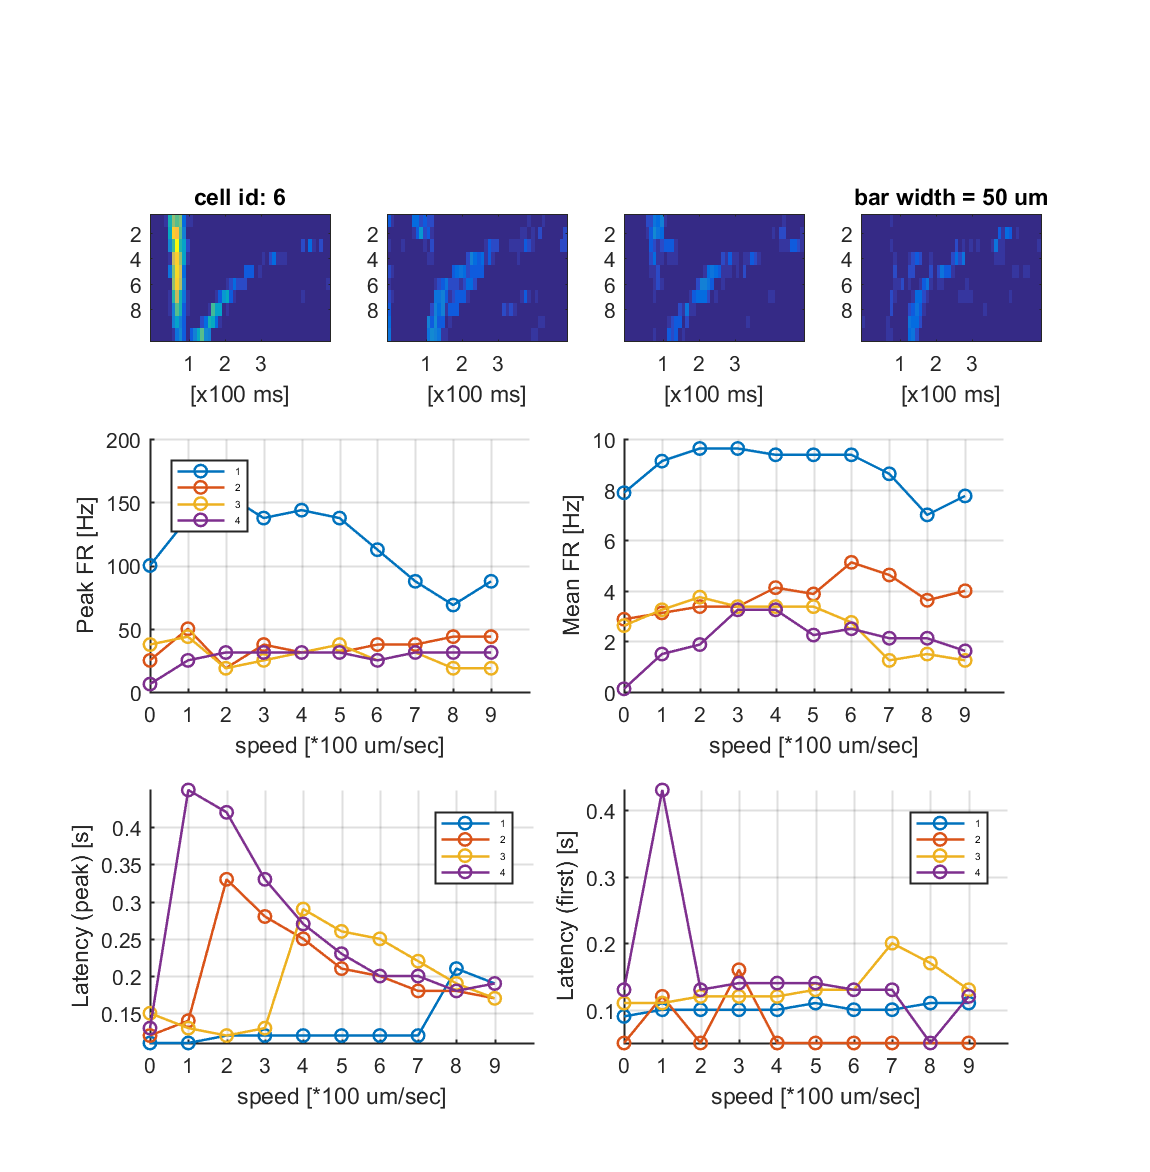 cell id: 6
bar width = 50 um
2
4
6
8
1 2 3
[x100 ms]
2
4
6
8
1 2 3
[x100 ms]
2
4
6
8
1 2 3
[x100 ms]
2
4
6
8
1 2 3
[x100 ms]
Peak FR [Hz]
200
150
100
50
0
1
2
3
4
0 1 2 3 4 5 6 7 8 9
speed [*100 um/sec]
Mean FR [Hz]
10
8
6
4
2
0
0 1 2 3 4 5 6 7 8 9
speed [*100 um/sec]
Latency (peak) [s]
0.4
0.35
0.3
0.25
0.2
0.15
1
2
3
4
0 1 2 3 4 5 6 7 8 9
speed [*100 um/sec]
Latency (first) [s]
0.4
0.3
0.2
0.1
1
2
3
4
0 1 2 3 4 5 6 7 8 9
speed [*100 um/sec]